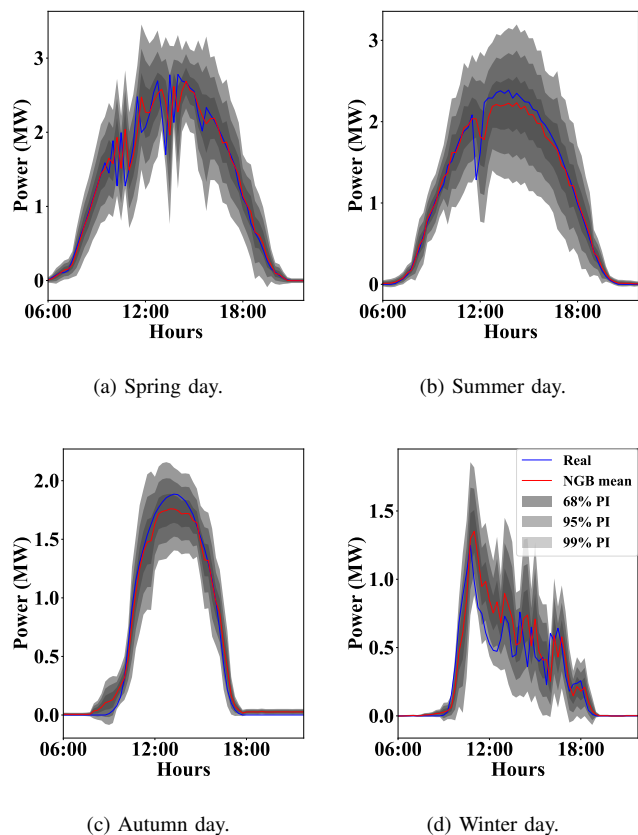 3
2
1
0
Power (MW)
06:00 12:00 18:00
Hours
(a) Spring day.
3
2
1
0
Power (MW)
06:00 12:00 18:00
Hours
(b) Summer day.
2.0
1.5
1.0
0.5
0.0
Power (MW)
06:00 12:00 18:00
Hours
(c) Autumn day.
Real
NGB mean
68% PI
95% PI
99% PI
1.5
1.0
0.5
0.0
Power (MW)
06:00 12:00 18:00
Hours
(d) Winter day.